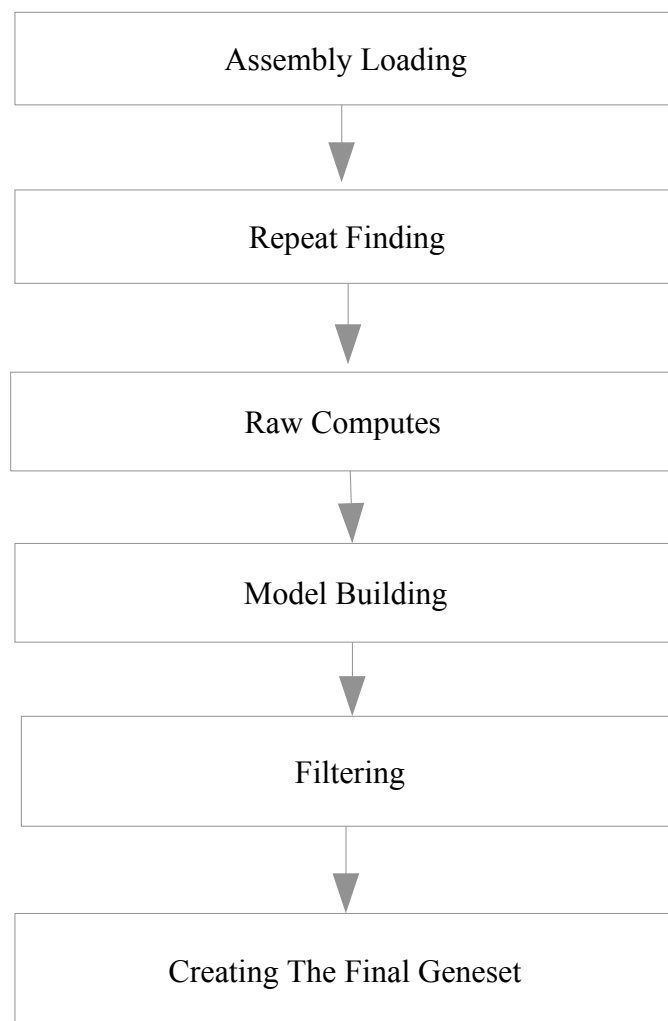 Assembly Loading
Repeat Finding
Raw Computes
Model Building
Filtering
Creating The Final Geneset